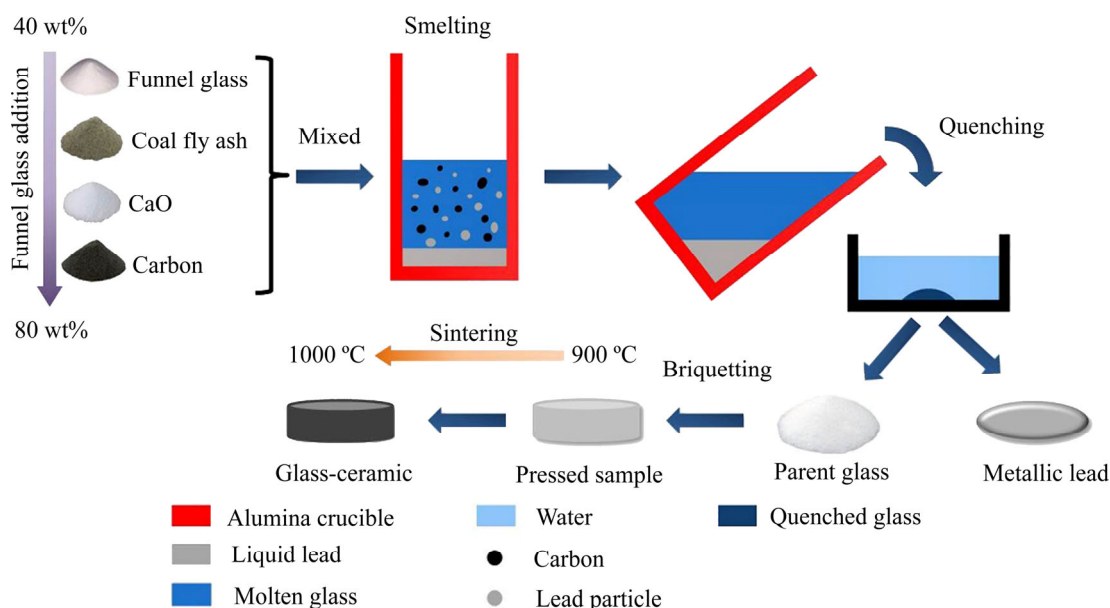 40 wt%
Funnel glass addition
80 wt%
Funnel glass
Coal fly ash
CaO
Carbon
Mixed
Smelting
Quenching
Sintering
1000 ºC
900 ºC
Briquetting
Glass-ceramic
Pressed sample
Parent glass
Metallic lead
Alumina crucible
Water
Quenched glass
Liquid lead
Carbon
Molten glass
Lead particle